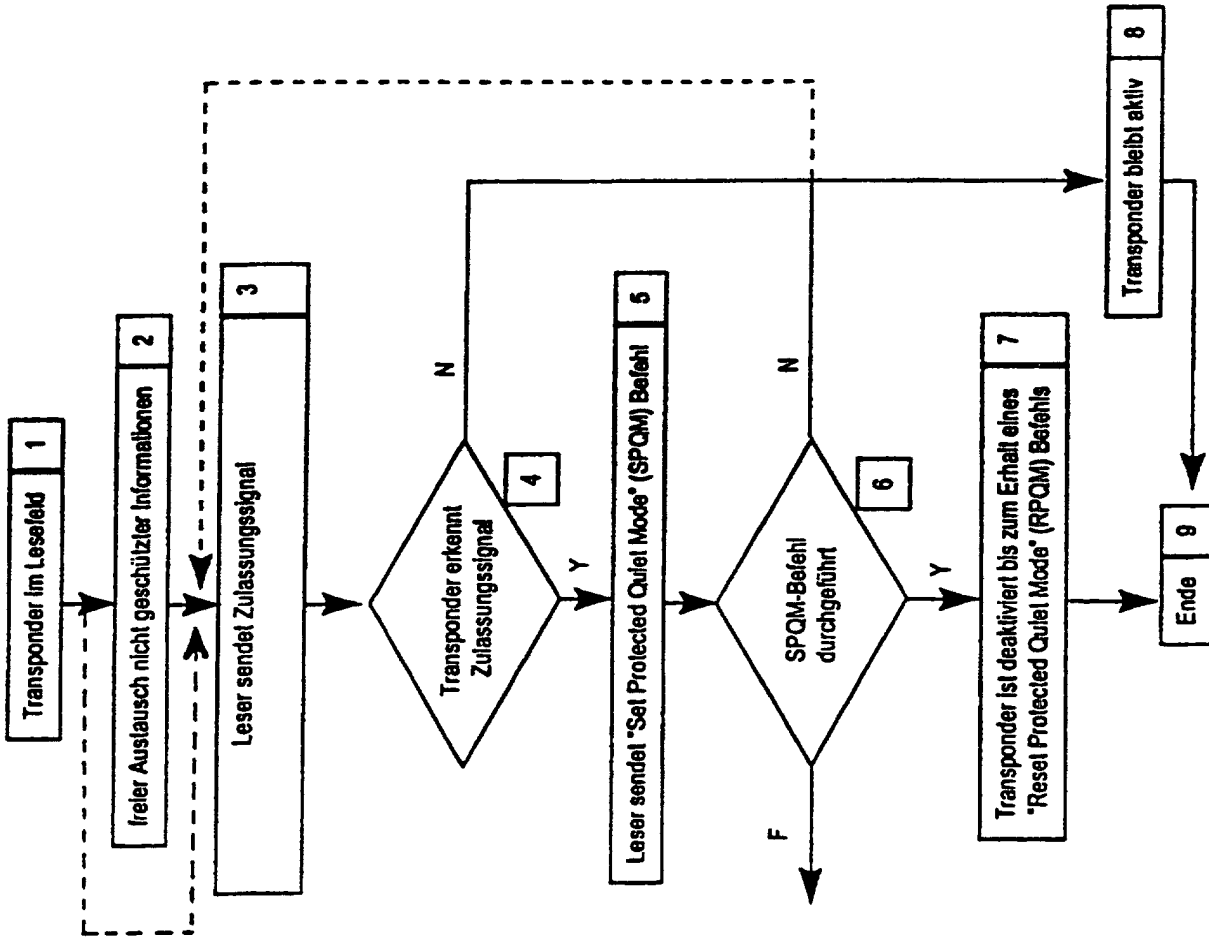 Transponder im Lesefeld
1
freier Austausch nicht geschützter Informationen
2
Leser sendet Zulassungssignal
3
Transponder erkennt
Zulassungssignal
4
N
Y
Leser sendet "Set Protected Quiet Mode" (SPQM) Befehl
5
SPQM-Befehl
durchgeführt
6
N
F
Y
Transponder ist deaktiviert bis zum Erhalt eines
"Reset Protected Quiet Mode" (RPQM) Befehls
7
Transponder bleibt aktiv
8
Ende
9